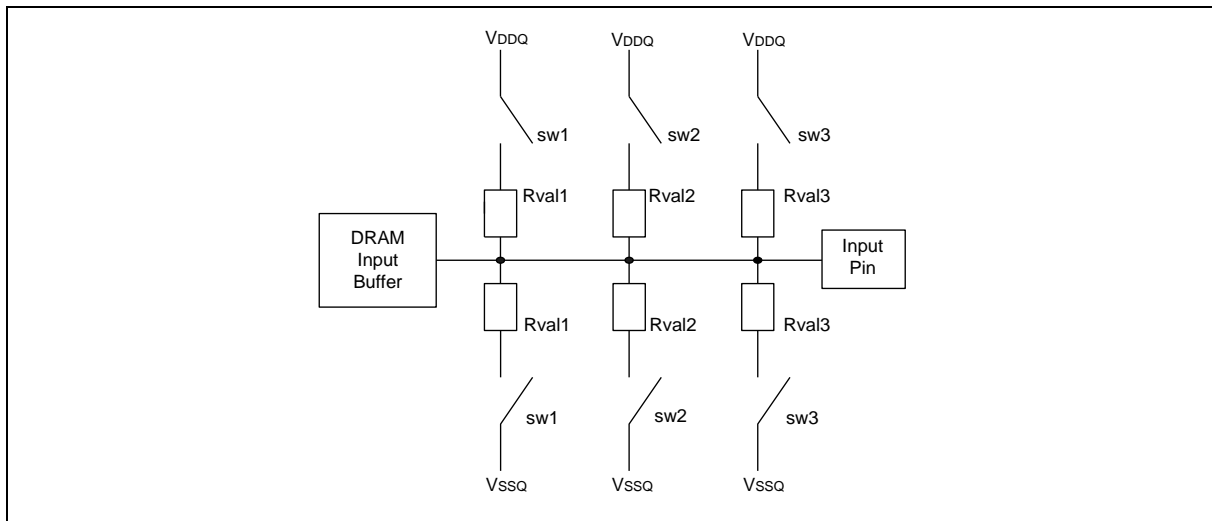 VDDQ VDDQ VDDQ
sw1 sw2 sw3
Rval1 Rval2 Rval3
DRAM
Input
Buffer
Input
Pin
Rval1 Rval2 Rval3
sw1 sw2 sw3
VSSQ VSSQ VSSQ